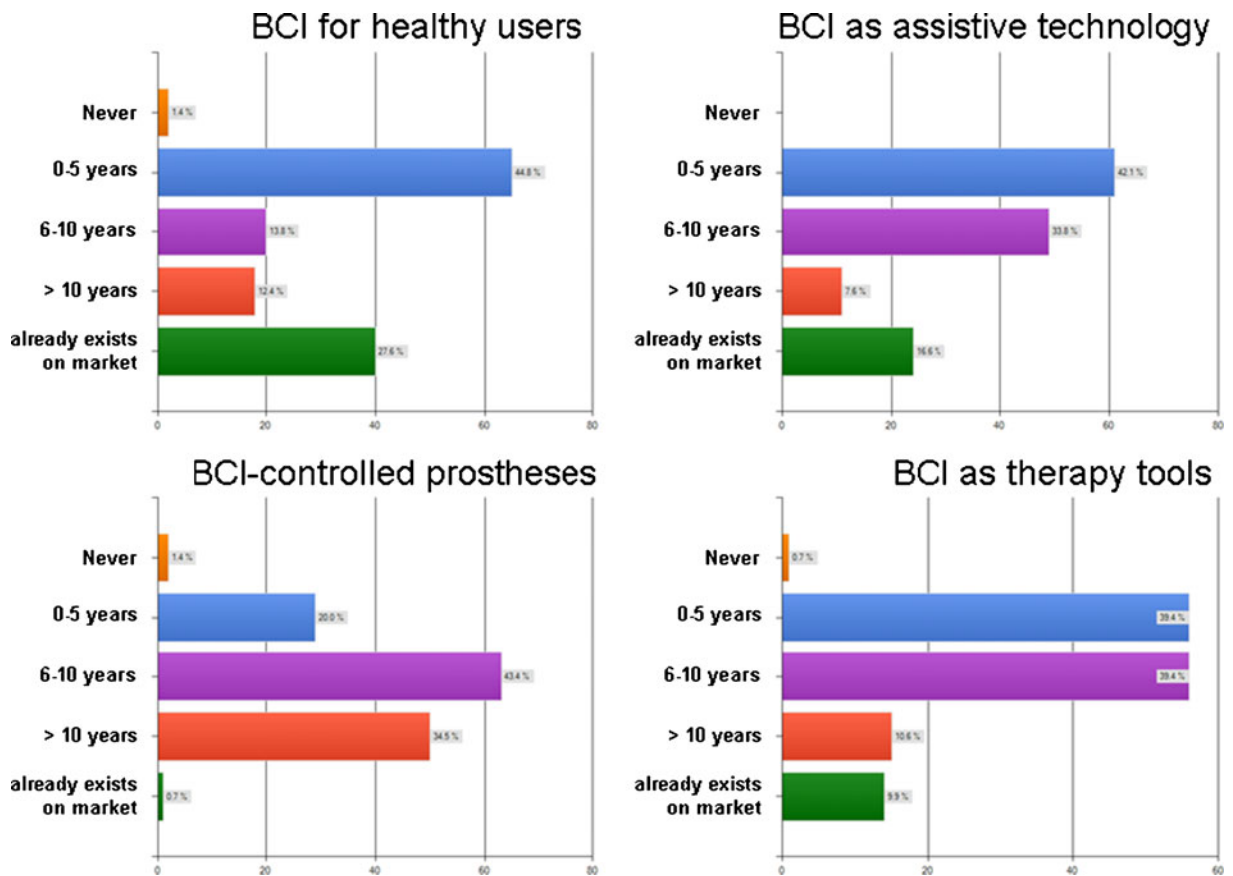 BCI for healthy users
Never
1.4 %
0-5 years
44.8 %
6-10 years
13.8 %
> 10 years
12.4 %
already exists
on market
27.6 %
0
20
40
60
80
BCI as assistive technology
Never
0-5 years
42.1 %
6-10 years
33.8 %
> 10 years
7.6 %
already exists
on market
16.6 %
0
20
40
60
80
BCI-controlled prostheses
Never
1.4 %
0-5 years
20.0 %
6-10 years
43.4 %
> 10 years
34.5 %
already exists
on market
0.7 %
0
20
40
60
80
BCI as therapy tools
Never
0.7 %
0-5 years
39.4 %
6-10 years
39.4 %
> 10 years
10.6 %
already exists
on market
9.9 %
0
20
40
60